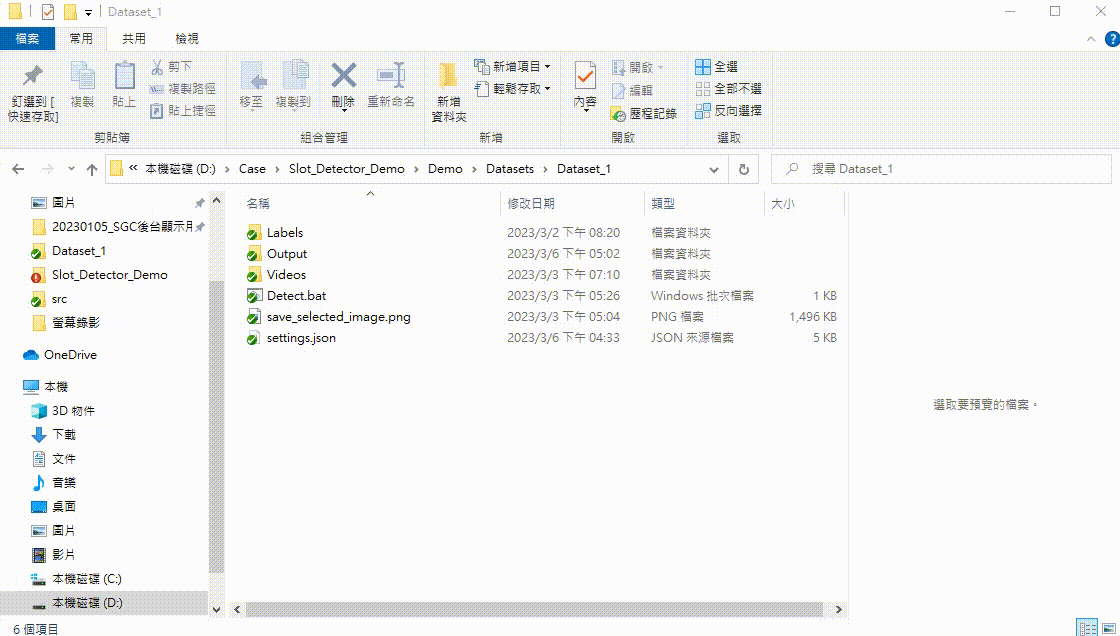 Dataset_1
檔案 常用 共用 檢視
釘選到 [
快速存取]
複製
貼上
剪下
複製路徑
貼上捷徑
剪貼簿
移至 複製到 刪除 重新命名
組合管理
新增
資料夾
新增項目
輕鬆存取
新增
內容
開啟
編輯
歷程記錄
開啟
全選
全部不選
反向選擇
選取
« 本機磁碟 (D:) › Case › Slot_Detector_Demo › Demo › Datasets › Dataset_1
搜尋 Dataset_1
圖片
20230105_SGC後台顯示用
Dataset_1
Slot_Detector_Demo
src
螢幕錄影
OneDrive
本機
3D 物件
下載
文件
音樂
桌面
圖片
影片
本機磁碟 (C:)
本機磁碟 (D:)
名稱 修改日期 類型 大小
Labels 2023/3/2 下午 08:20 檔案資料夾
Output 2023/3/6 下午 05:02 檔案資料夾
Videos 2023/3/3 下午 07:10 檔案資料夾
Detect.bat 2023/3/3 下午 05:26 Windows 批次檔案 1 KB
save_selected_image.png 2023/3/3 下午 05:04 PNG 檔案 1,496 KB
settings.json 2023/3/6 下午 04:33 JSON 來源檔案 5 KB
選取要預覽的檔案。
6 個項目